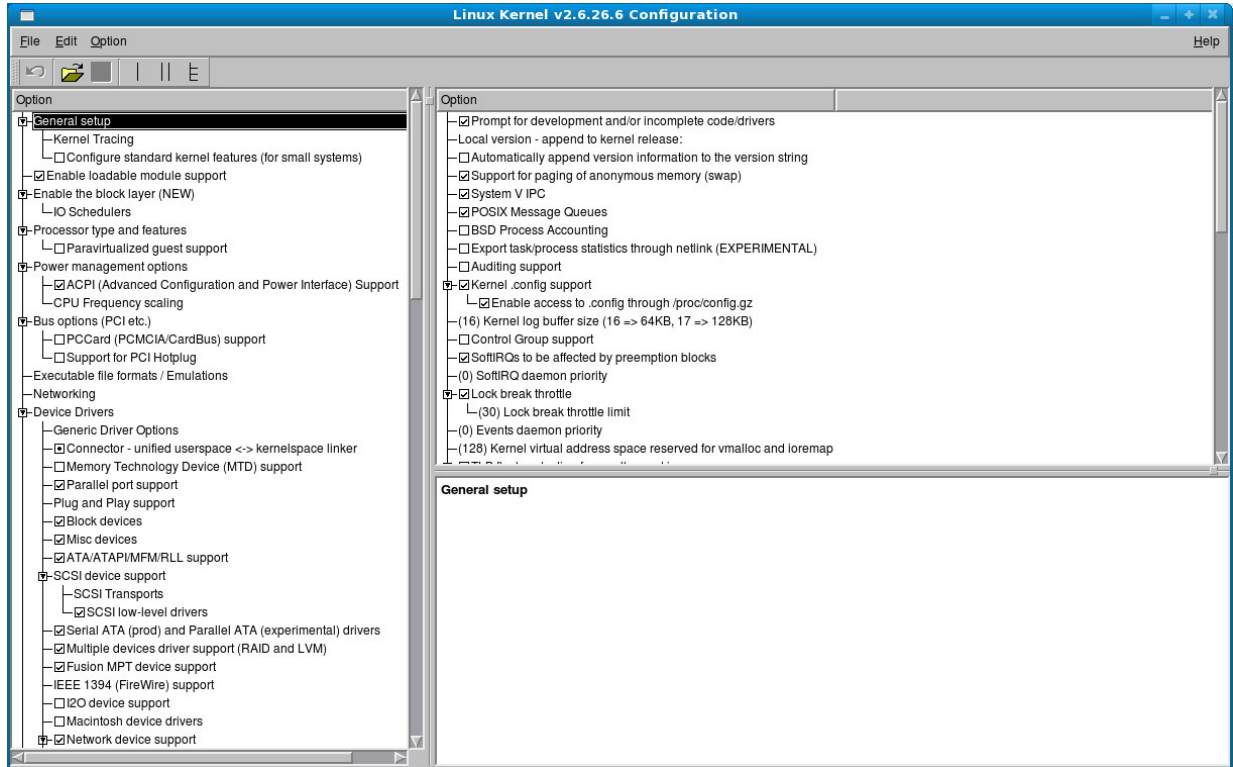 Linux Kernel v2.6.26.6 Configuration
File Edit Option Help
Option
General setup
Kernel Tracing
Configure standard kernel features (for small systems)
Enable loadable module support
Enable the block layer (NEW)
IO Schedulers
Processor type and features
Paravirtualized guest support
Power management options
ACPI (Advanced Configuration and Power Interface) Support
CPU Frequency scaling
Bus options (PCI etc.)
PCCard (PCMCIA/CardBus) support
Support for PCI Hotplug
Executable file formats / Emulations
Networking
Device Drivers
Generic Driver Options
Connector - unified userspace <-> kernelspace linker
Memory Technology Device (MTD) support
Parallel port support
Plug and Play support
Block devices
Misc devices
ATA/ATAPI/MFM/RLL support
SCSI device support
SCSI Transports
SCSI low-level drivers
Serial ATA (prod) and Parallel ATA (experimental) drivers
Multiple devices driver support (RAID and LVM)
Fusion MPT device support
IEEE 1394 (FireWire) support
I2O device support
Macintosh device drivers
Network device support
Option
Prompt for development and/or incomplete code/drivers
Local version - append to kernel release:
Automatically append version information to the version string
Support for paging of anonymous memory (swap)
System V IPC
POSIX Message Queues
BSD Process Accounting
Export task/process statistics through netlink (EXPERIMENTAL)
Auditing support
Kernel .config support
Enable access to .config through /proc/config.gz
(16) Kernel log buffer size (16 => 64KB, 17 => 128KB)
Control Group support
SoftIRQs to be affected by preemption blocks
(0) SoftIRQ daemon priority
Lock break throttle
(30) Lock break throttle limit
(0) Events daemon priority
(128) Kernel virtual address space reserved for vmalloc and ioremap
General setup